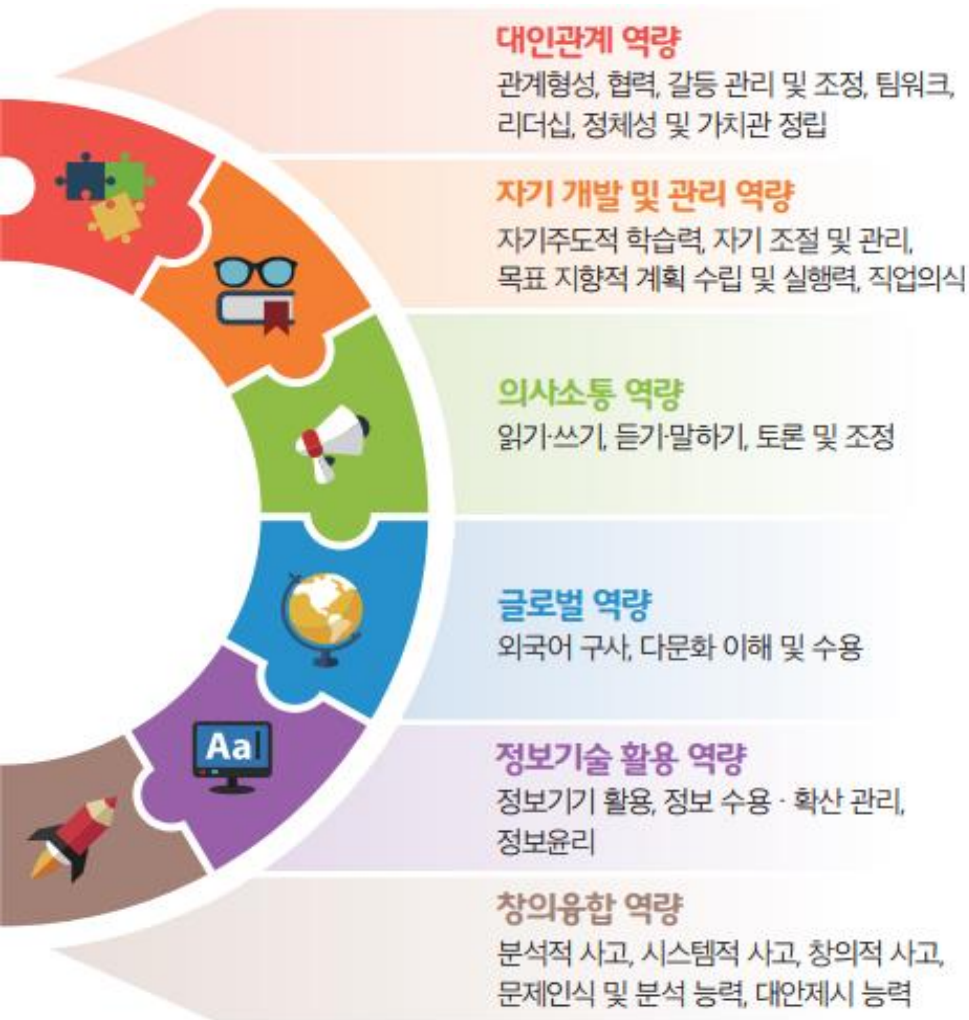 대인관계 역량
관계형성, 협력, 갈등 관리 및 조정, 팀워크,
리더십, 정체성 및 가치관 정립
자기 개발 및 관리 역량
자기주도적 학습력, 자기 조절 및 관리,
목표 지향적 계획 수립 및 실행력, 직업의식
의사소통 역량
읽기·쓰기, 듣기·말하기, 토론 및 조정
글로벌 역량
외국어 구사, 다문화 이해 및 수용
Aa
정보기술 활용 역량
정보기기 활용, 정보 수용 · 확산 관리,
정보윤리
창의융합 역량
분석적 사고, 시스템적 사고, 창의적 사고,
문제인식 및 분석 능력, 대안제시 능력